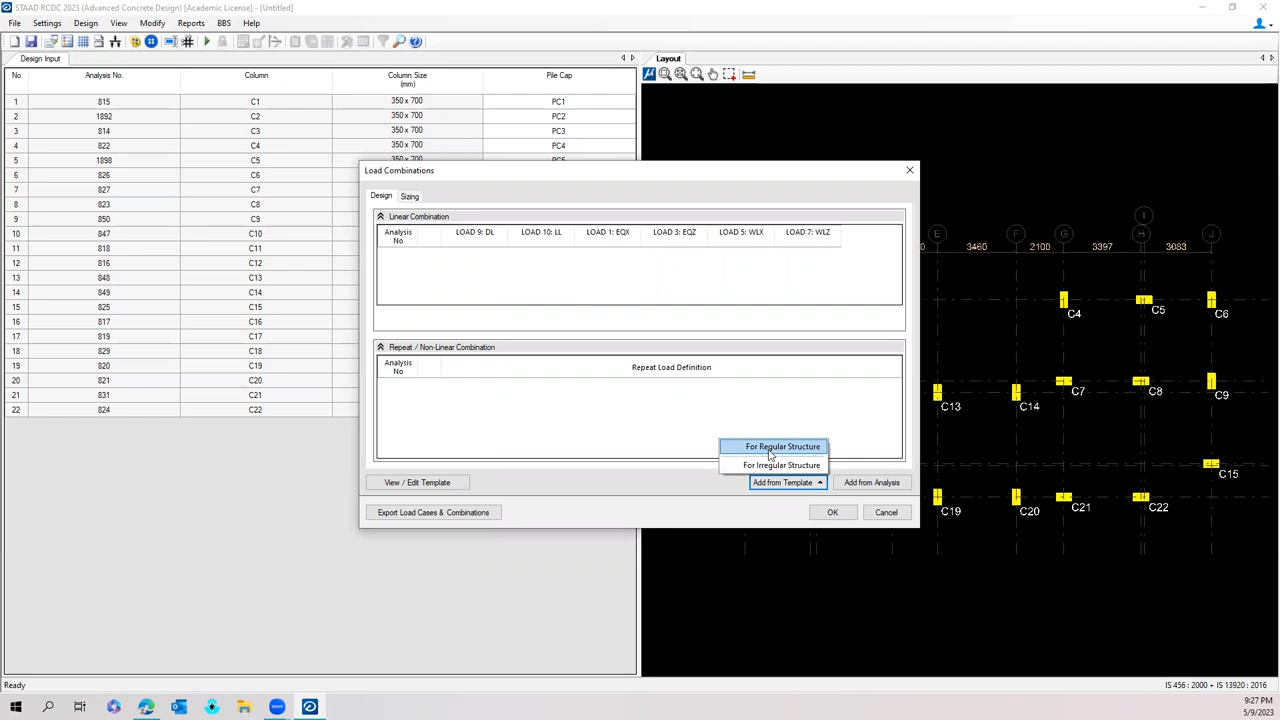 STAAD RCDC 2023 (Advanced Concrete Design) [Academic License] - [Untitled]
File Settings Design View Modify Reports BBS Help
Design Input
Layout
No. Analysis No. Column Column Size (mm) Pile Cap
1 815 C1 350 x 700 PC1
2 1892 C2 350 x 700 PC2
3 814 C3 350 x 700 PC3
4 822 C4 350 x 700 PC4
5 1898 C5 350 x 700
6 826 C6
7 827 C7
8 823 C8
9 850 C9
10 847 C10
11 818 C11
12 816 C12
13 848 C13
14 849 C14
15 825 C15
16 817 C16
17 819 C17
18 829 C18
19 820 C19
20 821 C20
21 831 C21
22 824 C22
Load Combinations
Design Sizing
Linear Combination
Analysis No LOAD 9: DL LOAD 10: LL LOAD 1: EQX LOAD 3: EQZ LOAD 5: WLX LOAD 7: WLZ
Repeat / Non-Linear Combination
Analysis No Repeat Load Definition
For Regular Structure
For Irregular Structure
View / Edit Template Add from Template Add from Analysis
Export Load Cases & Combinations OK Cancel
I
E F G H J
3460 2100 3397 3083
C4 C5 C6
C13 C14 C7 C8 C9
C15
C19 C20 C21 C22
Ready IS 456 : 2000 + IS 13920 : 2016
9:27 PM
5/9/2023